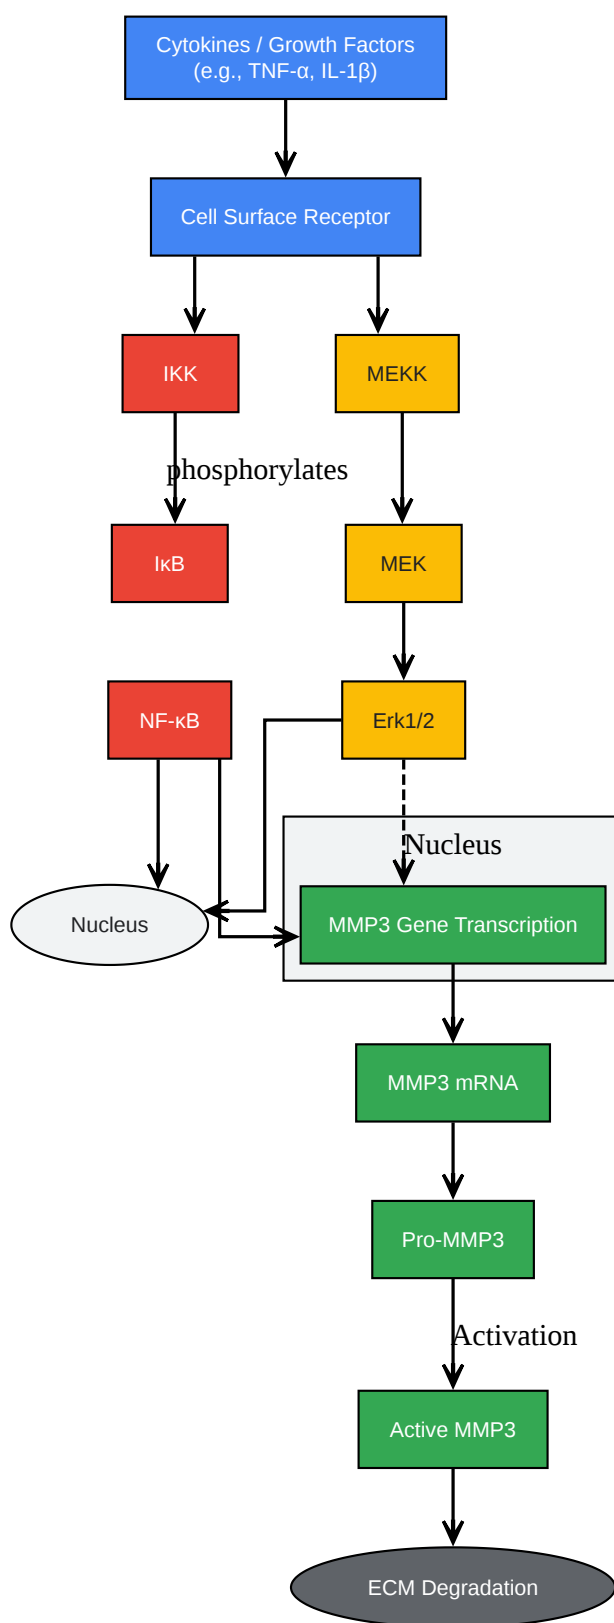 Cytokines / Growth Factors
(e.g., TNF-α, IL-1β)
Cell Surface Receptor
IKK
MEKK
phosphorylates
IκB
MEK
NF-κB
Erk1/2
Nucleus
Nucleus
MMP3 Gene Transcription
MMP3 mRNA
Pro-MMP3
Activation
Active MMP3
ECM Degradation